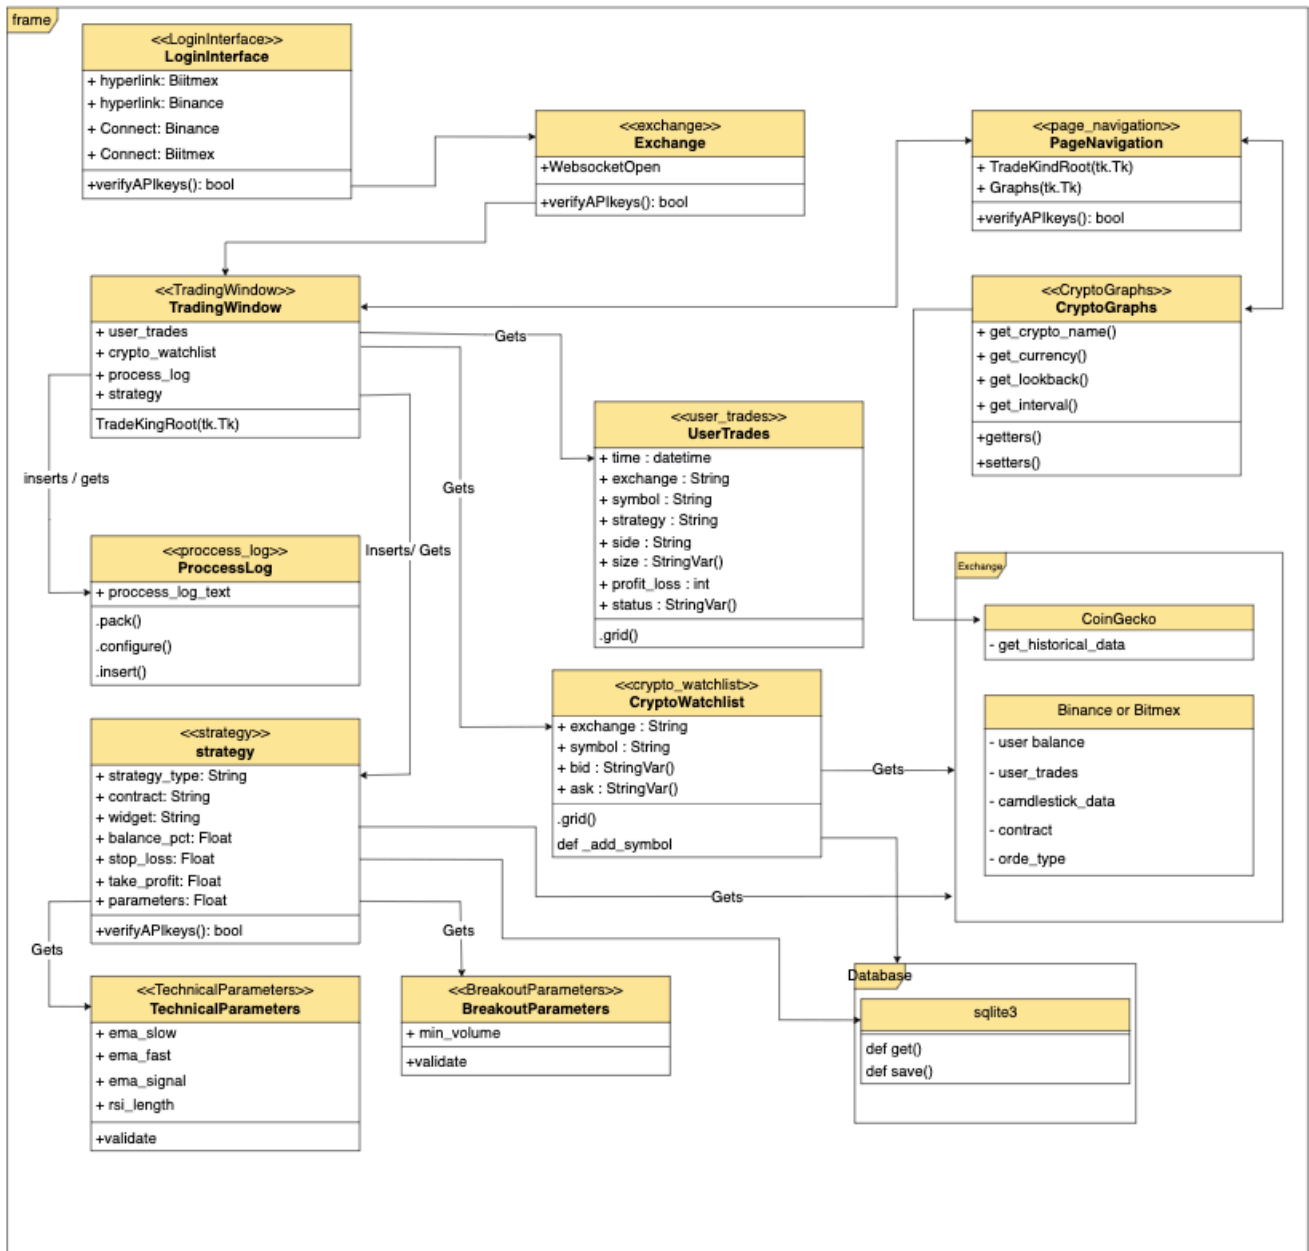 frame
<<LoginInterface>>
LoginInterface
+ hyperlink: Biitmex
+ hyperlink: Binance
+ Connect: Binance
+ Connect: Biitmex
+verifyAPIkeys(): bool
<<exchange>>
Exchange
+WebsocketOpen
+verifyAPIkeys(): bool
<<page_navigation>>
PageNavigation
+ TradeKindRoot(tk.Tk)
+ Graphs(tk.Tk)
+verifyAPIkeys(): bool
<<TradingWindow>>
TradingWindow
+ user_trades
+ crypto_watchlist
+ process_log
+ strategy
TradeKingRoot(tk.Tk)
Gets
<<CryptoGraphs>>
CryptoGraphs
+ get_crypto_name()
+ get_currency()
+ get_lookback()
+ get_interval()
+getters()
+setters()
<<user_trades>>
UserTrades
+ time : datetime
+ exchange : String
+ symbol : String
+ strategy : String
+ side : String
+ size : StringVar()
+ profit_loss : int
+ status : StringVar()
.grid()
inserts / gets
Gets
Inserts/ Gets
<<proccess_log>>
ProccessLog
+ proccess_log_text
.pack()
.configure()
.insert()
Exchange
CoinGecko
- get_historical_data
Binance or Bitmex
- user balance
- user_trades
- camdlestick_data
- contract
- orde_type
<<crypto_watchlist>
CryptoWatchlist
+ exchange : String
+ symbol : String
+ bid : StringVar()
+ ask : StringVar()
.grid()
def _add_symbol
Gets
<<strategy>>
strategy
+ strategy_type: String
+ contract: String
+ widget: String
+ balance_pct: Float
+ stop_loss: Float
+ take_profit: Float
+ parameters: Float
+verifyAPIkeys(): bool
Gets
Gets
Gets
<<TechnicalParameters>>
TechnicalParameters
+ ema_slow
+ ema_fast
+ ema_signal
+ rsi_length
+validate
<<BreakoutParameters>>
BreakoutParameters
+ min_volume
+validate
Database
sqlite3
def get()
def save()